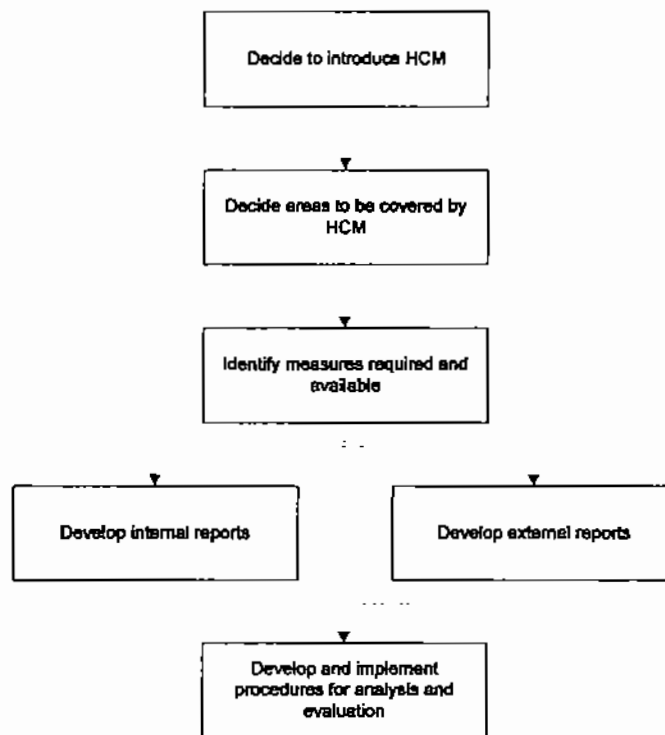 Decide to introduce HCM
Decide areas to be covered by
HCM
Identify measures required and
available
Develop internal reports
Develop external reports
Develop and implement
procedures for analysis and
evaluation